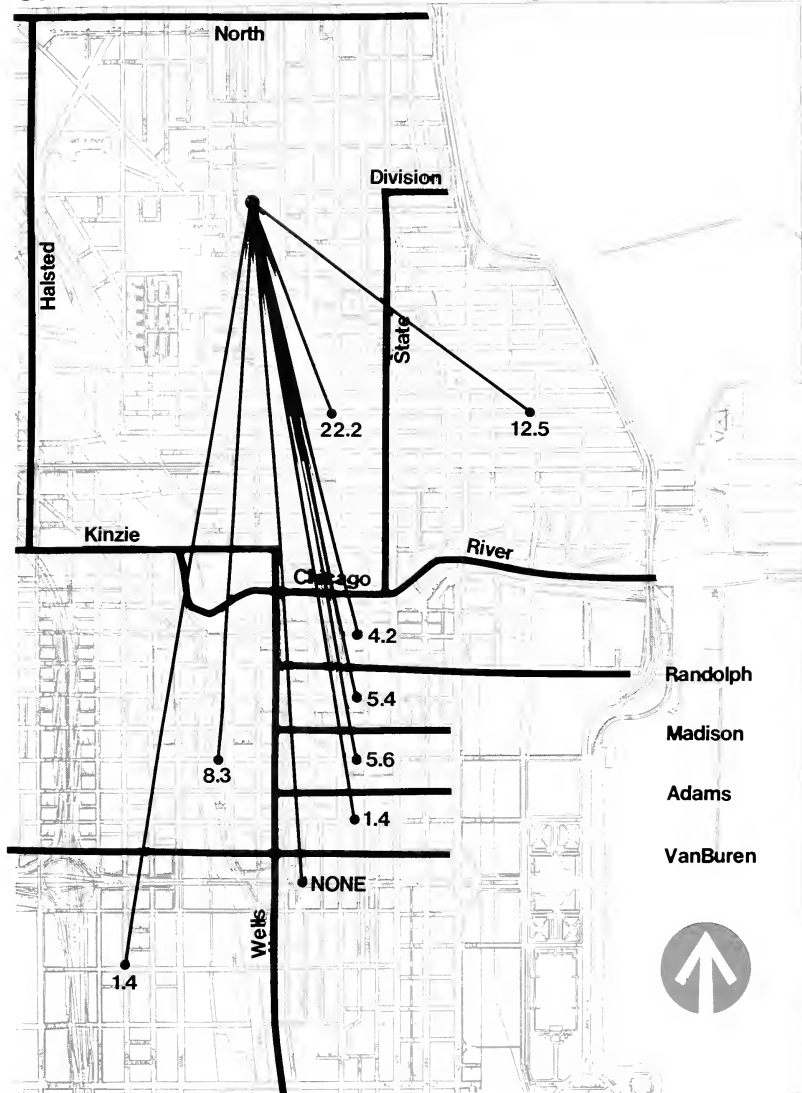 North
Division
Halsted
State
22.2
12.5
Kinzie
River
Chicago
4.2
Randolph
5.4
Madison
8.3
5.6
Adams
1.4
VanBuren
NONE
Wells
1.4